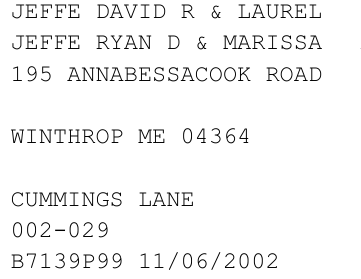 JEFFE DAVID R & LAUREL
JEFFE RYAN D & MARISSA
195 ANNABESSACOOK ROAD
WINTHROP ME 04364
CUMMINGS LANE
002-029
B7139P99 11/06/2002